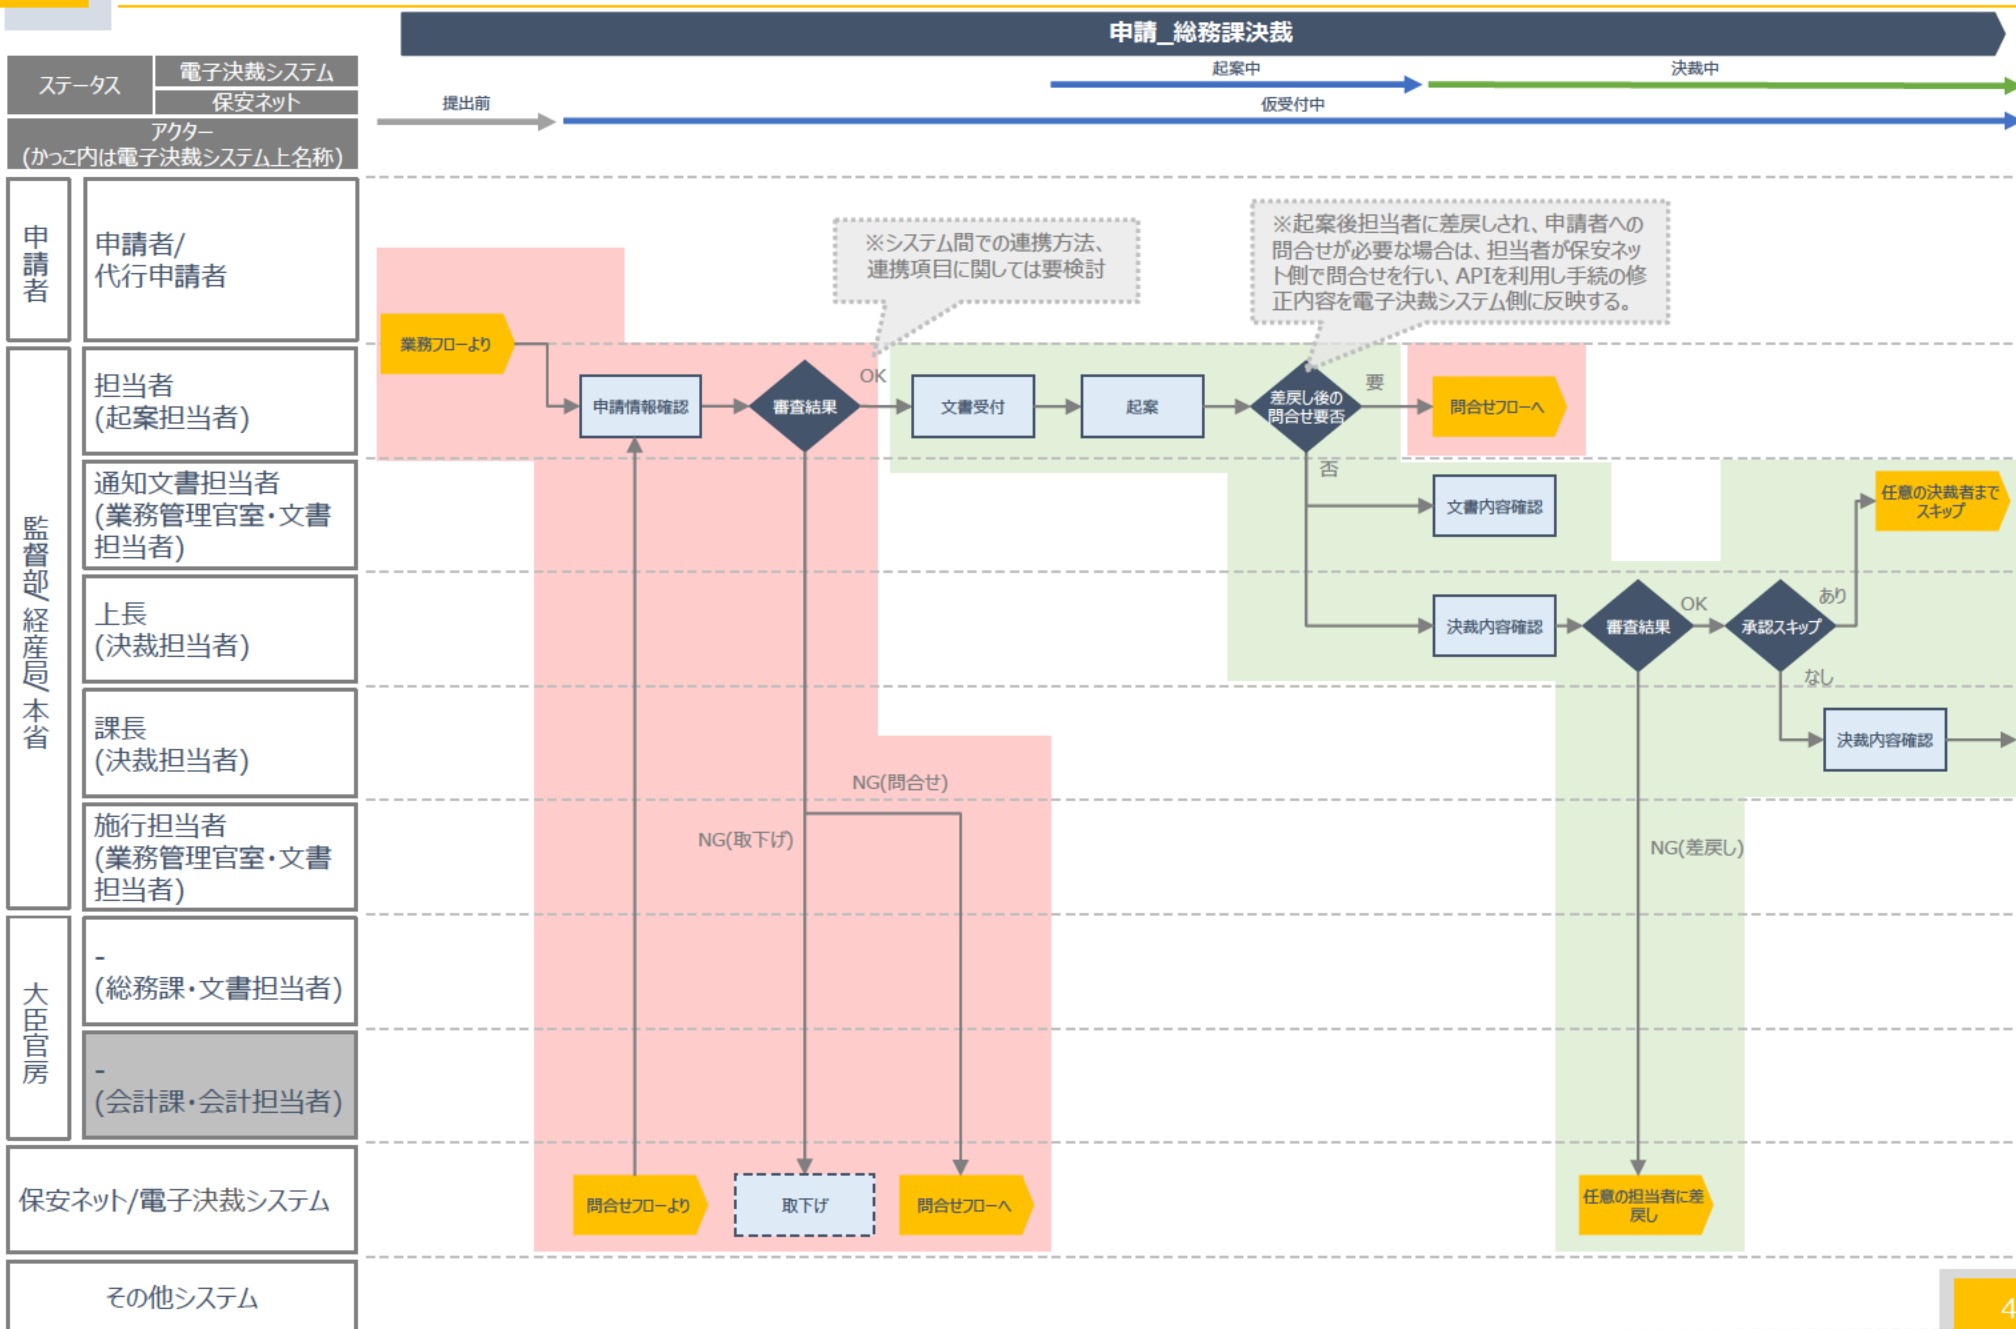 申請_総務課決裁
ステータス
電子決裁システム
保安ネット
起案中
決裁中
提出前
仮受付中
アクター
(かっこ内は電子決裁システム上名称)
申請者
申請者/
代行申請者
※システム間での連携方法、
連携項目に関しては要検討
※起案後担当者に差戻しされ、申請者への
問合せが必要な場合は、担当者が保安ネッ
ト側で問合せを行い、APIを利用し手続の修
正内容を電子決裁システム側に反映する。
業務フローより
監督部/経産局/本省
担当者
(起案担当者)
申請情報確認
審査結果
OK
文書受付
起案
差戻し後の
問合せ要否
要
問合せフローへ
否
通知文書担当者
(業務管理官室・文書
担当者)
文書内容確認
任意の決裁者まで
スキップ
上長
(決裁担当者)
決裁内容確認
審査結果
OK
承認スキップ
あり
なし
課長
(決裁担当者)
決裁内容確認
NG(問合せ)
NG(取下げ)
NG(差戻し)
施行担当者
(業務管理官室・文書
担当者)
大臣官房
-
(総務課・文書担当者)
-
(会計課・会計担当者)
保安ネット/電子決裁システム
問合せフローより
取下げ
問合せフローへ
任意の担当者に差
戻し
その他システム
4